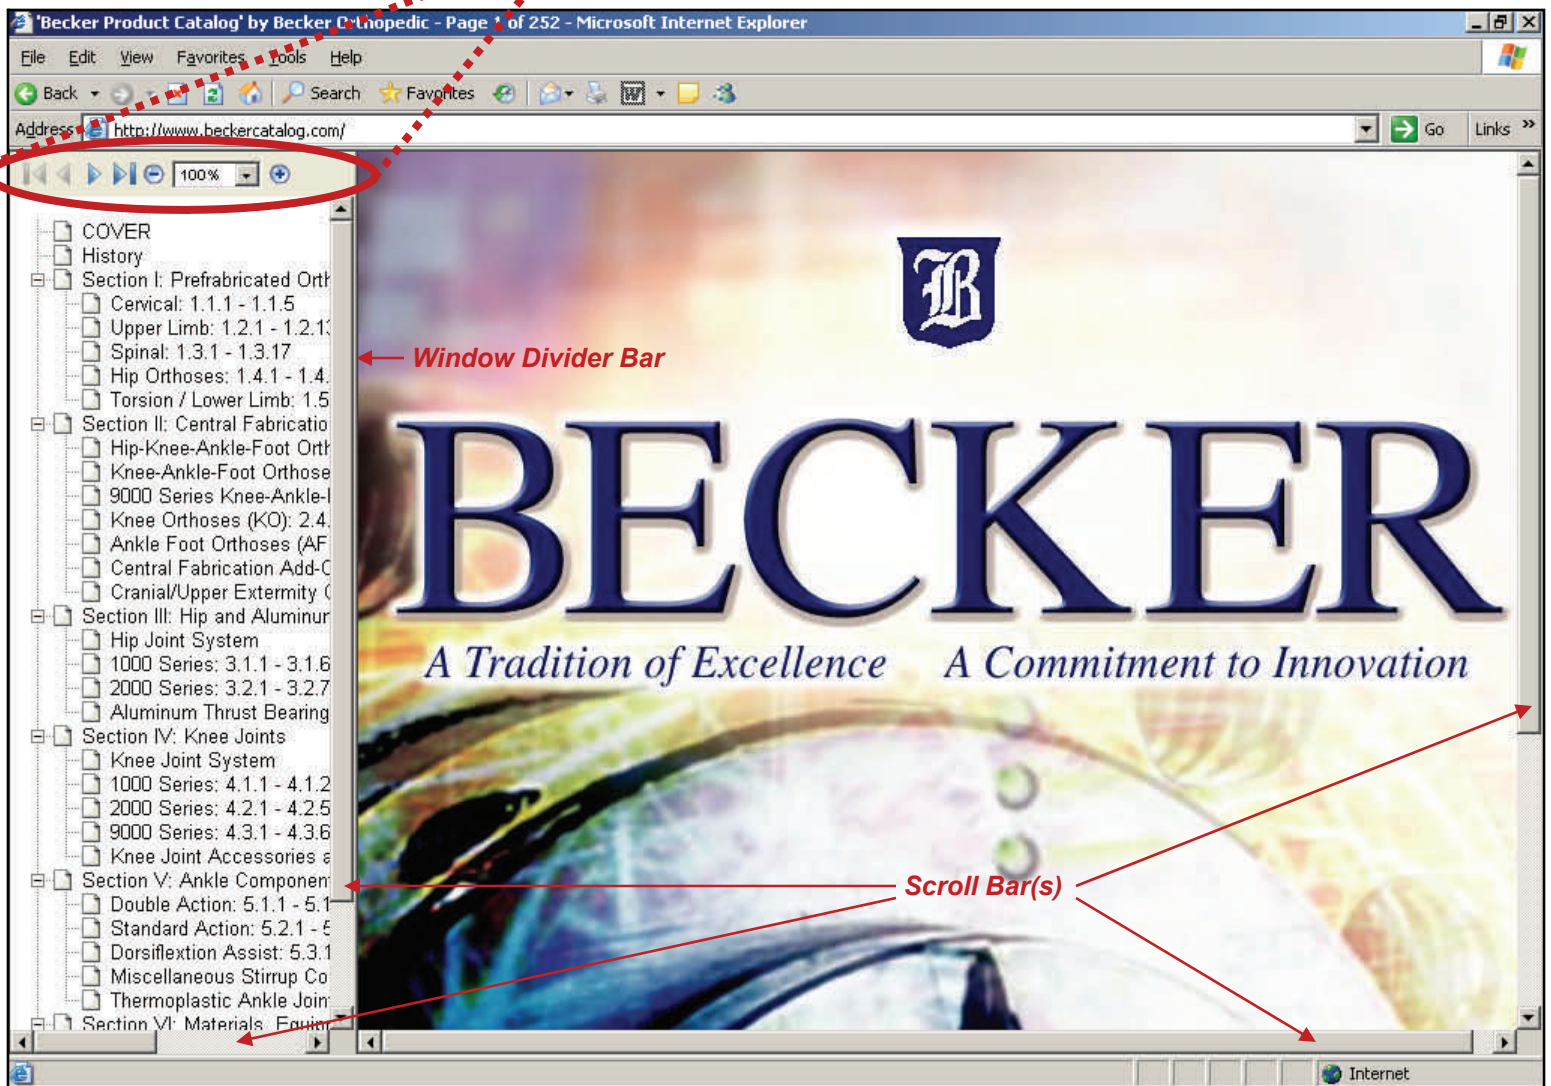 'Becker Product Catalog' by Becker Orthopedic - Page 1 of 252 - Microsoft Internet Explorer
File Edit View Favorites Tools Help
Back Search Favorites
Address http://www.beckercatalog.com/ Go Links »
100%
COVER
History
Section I: Prefrabricated Orth
Cervical: 1.1.1 - 1.1.5
Upper Limb: 1.2.1 - 1.2.13
Spinal: 1.3.1 - 1.3.17
Hip Orthoses: 1.4.1 - 1.4.
Torsion / Lower Limb: 1.5
Section II: Central Fabricatio
Hip-Knee-Ankle-Foot Orth
Knee-Ankle-Foot Orthose
9000 Series Knee-Ankle-
Knee Orthoses (KO): 2.4.
Ankle Foot Orthoses (AF
Central Fabrication Add-O
Cranial/Upper Extermity
Section III: Hip and Aluminur
Hip Joint System
1000 Series: 3.1.1 - 3.1.6
2000 Series: 3.2.1 - 3.2.7
Aluminum Thrust Bearing
Section IV: Knee Joints
Knee Joint System
1000 Series: 4.1.1 - 4.1.2
2000 Series: 4.2.1 - 4.2.5
9000 Series: 4.3.1 - 4.3.6
Knee Joint Accessories a
Section V: Ankle Component
Double Action: 5.1.1 - 5.1
Standard Action: 5.2.1 - 5
Dorsiflextion Assist: 5.3.1
Miscellaneous Stirrup Co
Thermoplastic Ankle Join
Section VI: Materials, Equip
B
Window Divider Bar
BECKER
A Tradition of Excellence A Commitment to Innovation
Scroll Bar(s)
Internet